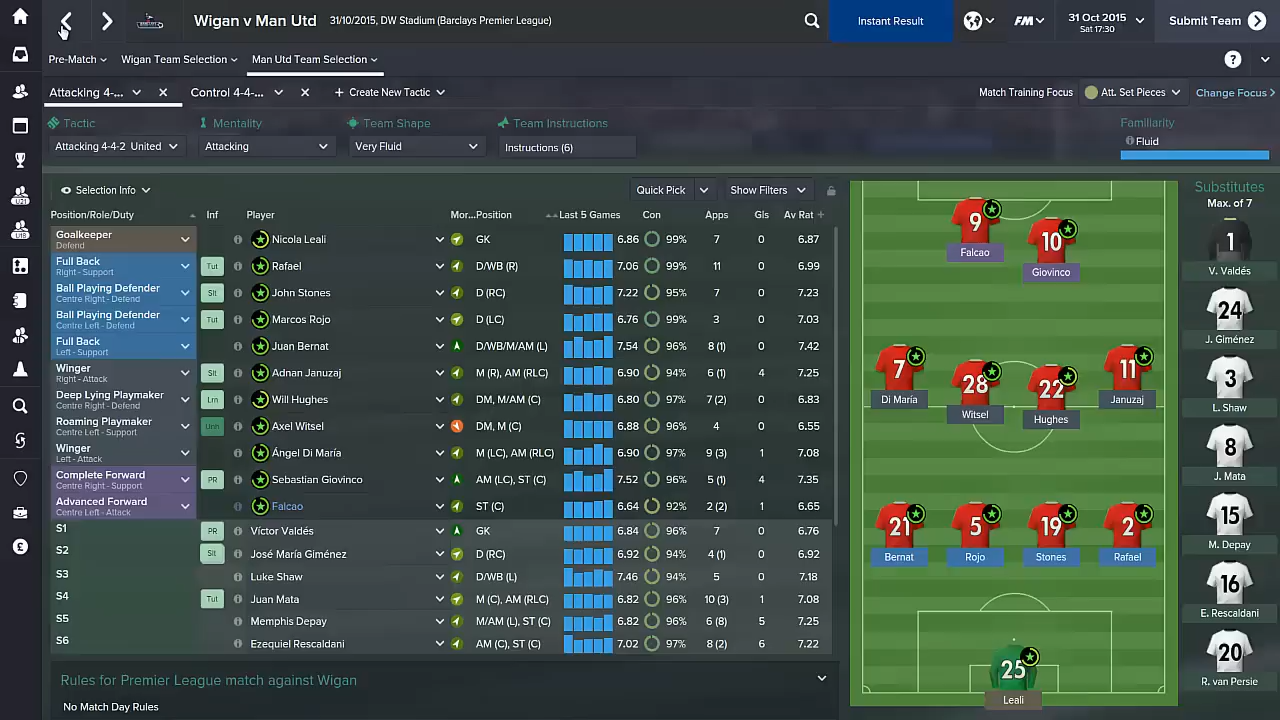 Wigan v Man Utd 31/10/2015, DW Stadium (Barclays Premier League) Instant Result FM 31 Oct 2015 Sat 17:30 Submit Team
Pre-Match Wigan Team Selection Man Utd Team Selection ?
Attacking 4-... Control 4-4-... + Create New Tactic Match Training Focus Att. Set Pieces Change Focus
Tactic Mentality Team Shape Team Instructions Familiarity
Attacking 4-4-2 United Attacking Very Fluid Instructions (6) Fluid
Selection Info Quick Pick Show Filters
Position/Role/Duty Inf Player Mor... Position Last 5 Games Con Apps Gls Av Rat
Goalkeeper Defend Nicola Leali GK 6.86 99% 7 0 6.87
Full Back Right - Support Tut Rafael D/WB (R) 7.06 99% 11 0 6.99
Ball Playing Defender Centre Right - Defend Slt John Stones D (RC) 7.22 95% 7 0 7.23
Ball Playing Defender Centre Left - Defend Tut Marcos Rojo D (LC) 6.76 99% 3 0 7.03
Full Back Left - Support Juan Bernat D/WB/M/AM (L) 7.54 96% 8 (1) 0 7.42
Winger Right - Attack Slt Adnan Januzaj M (R), AM (RLC) 6.90 94% 6 (1) 4 7.25
Deep Lying Playmaker Centre Right - Defend Lrn Will Hughes DM, M/AM (C) 6.80 97% 7 (2) 0 6.83
Roaming Playmaker Centre Left - Support Unh Axel Witsel DM, M (C) 6.88 96% 4 0 6.55
Winger Left - Attack Ángel Di María M (LC), AM (RLC) 6.90 97% 9 (3) 1 7.08
Complete Forward Centre Right - Support PR Sebastian Giovinco AM (LC), ST (C) 7.52 96% 5 (1) 4 7.35
Advanced Forward Centre Left - Attack Falcao ST (C) 6.64 92% 2 (2) 1 6.65
S1 PR Víctor Valdés GK 6.84 96% 7 0 6.76
S2 Slt José María Giménez D (RC) 6.92 94% 4 (1) 0 6.92
S3 Luke Shaw D/WB (L) 7.46 94% 5 0 7.18
S4 Tut Juan Mata M (C), AM (RLC) 6.82 96% 10 (3) 1 7.08
S5 Memphis Depay M/AM (L), ST (C) 6.82 96% 6 (8) 5 7.25
S6 Ezequiel Rescaldani AM (C), ST (C) 7.02 97% 8 (2) 6 7.22
Rules for Premier League match against Wigan
No Match Day Rules
9
Falcao
10
Giovinco
7 28 22 11
Di María Witsel Hughes Januzaj
21 5 19 2
Bernat Rojo Stones Rafael
25
Leali
Substitutes
Max. of 7
1
V. Valdés
24
J. Giménez
3
L. Shaw
8
J. Mata
15
M. Depay
16
E. Rescaldani
20
R. van Persie